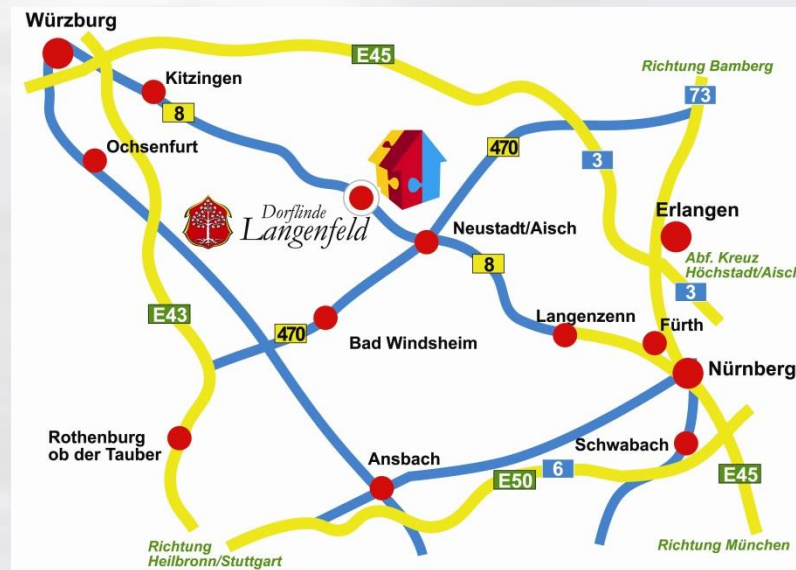 Würzburg
E45
Richtung Bamberg
Kitzingen
73
8
470
Ochsenfurt
3
Dorflinde
Langenfeld
Erlangen
Neustadt/Aisch
Abf. Kreuz
Höchstadt/Aisch
8
3
E43
Langenzenn
Fürth
470
Bad Windsheim
Nürnberg
Rothenburg
ob der Tauber
Schwabach
Ansbach
6
E50
E45
Richtung
Heilbronn/Stuttgart
Richtung München